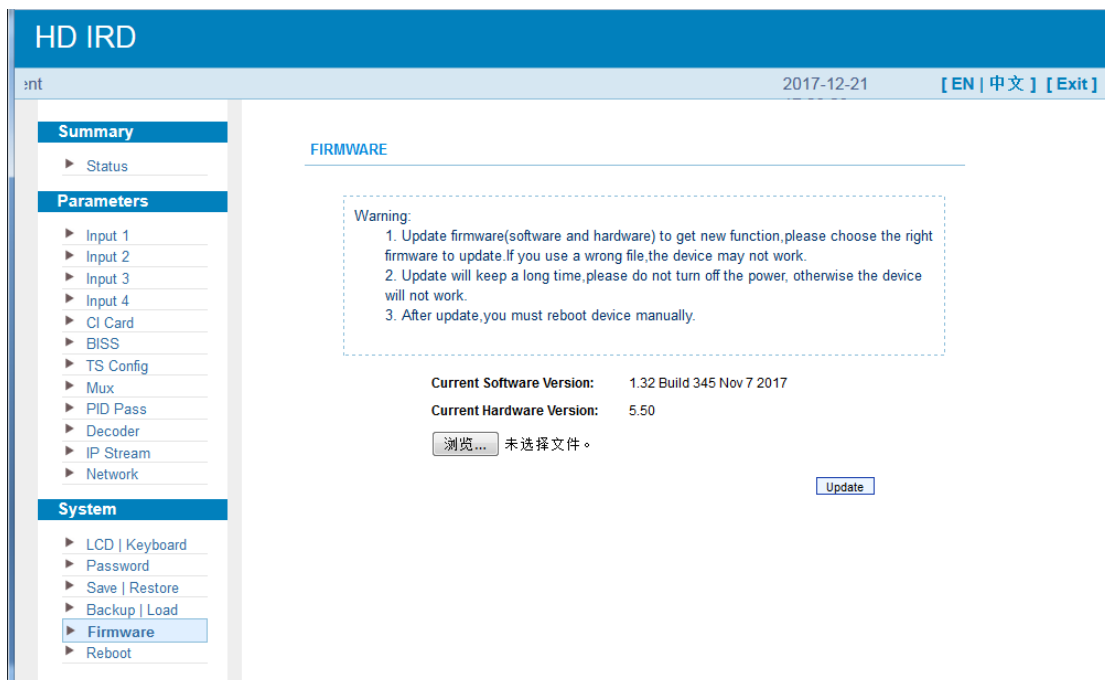 HD IRD
ent
2017-12-21
[ EN | 中文 ] [ Exit ]
Summary
Status
Parameters
Input 1
Input 2
Input 3
Input 4
CI Card
BISS
TS Config
Mux
PID Pass
Decoder
IP Stream
Network
System
LCD | Keyboard
Password
Save | Restore
Backup | Load
Firmware
Reboot
FIRMWARE
Warning:
1. Update firmware(software and hardware) to get new function,please choose the right
firmware to update.If you use a wrong file,the device may not work.
2. Update will keep a long time,please do not turn off the power, otherwise the device
will not work.
3. After update,you must reboot device manually.
Current Software Version: 1.32 Build 345 Nov 7 2017
Current Hardware Version: 5.50
浏览... 未选择文件。
Update